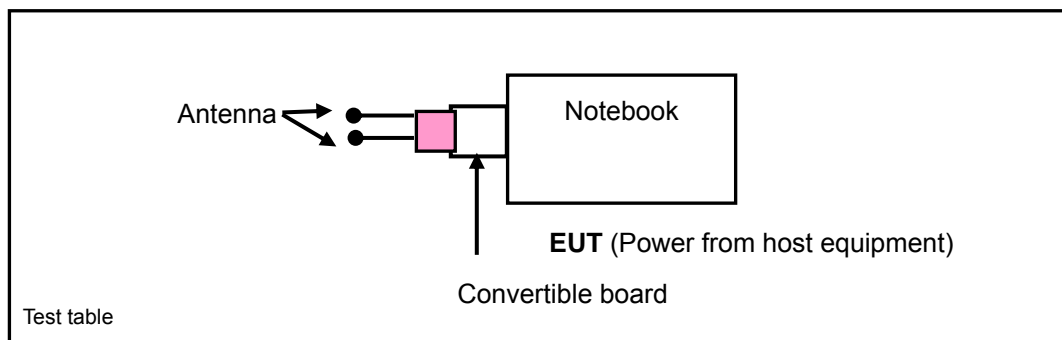 Notebook
Antenna
EUT (Power from host equipment)
Convertible board
Test table